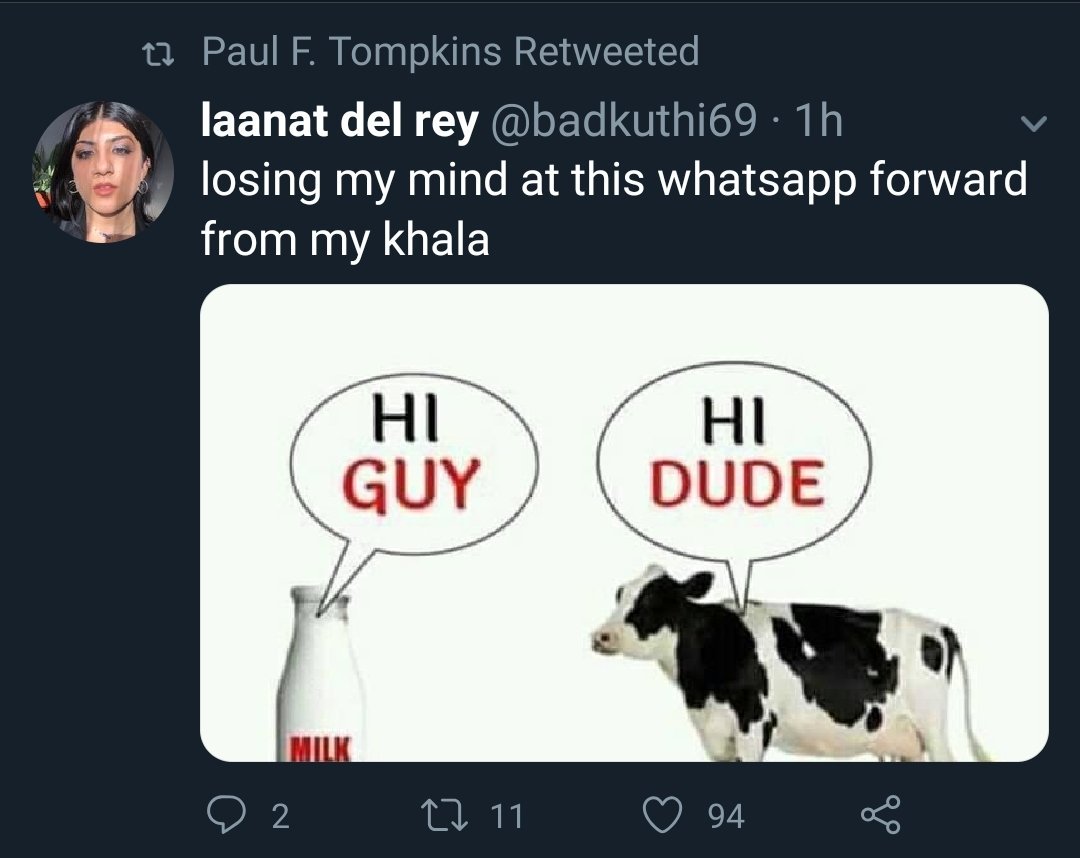 Paul F. Tompkins Retweeted
laanat del rey @badkuthi69 · 1h
losing my mind at this whatsapp forward
from my khala
HI
GUY
HI
DUDE
MILK
2 11 94